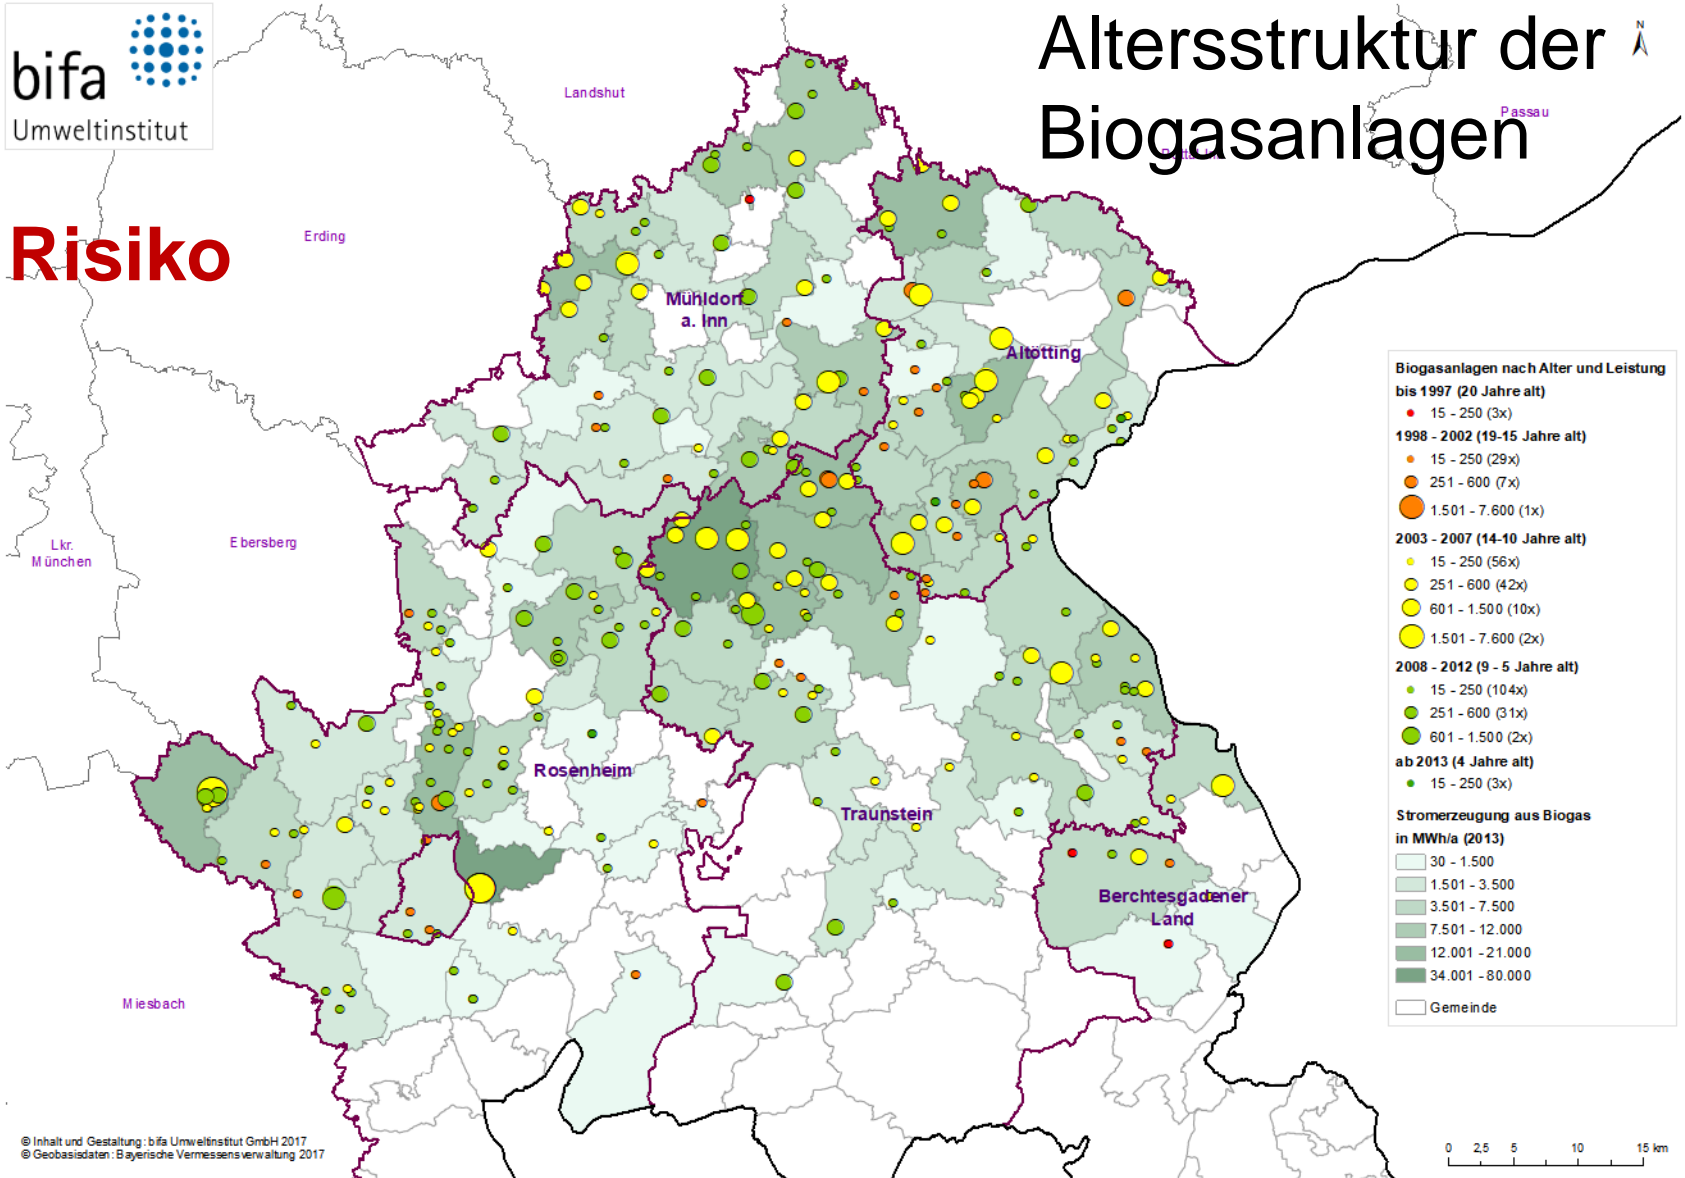 bifa
Umweltinstitut
Altersstruktur der
Biogasanlagen
N
Risiko
Landshut
Passau
Erding
Mühldorf
a. Inn
Altötting
Lkr.
München
Ebersberg
Rosenheim
Traunstein
Berchtesgadener
Land
Miesbach
Biogasanlagen nach Alter und Leistung
bis 1997 (20 Jahre alt)
15 - 250 (3x)
1998 - 2002 (19-15 Jahre alt)
15 - 250 (29x)
251 - 600 (7x)
1.501 - 7.600 (1x)
2003 - 2007 (14-10 Jahre alt)
15 - 250 (56x)
251 - 600 (42x)
601 - 1.500 (10x)
1.501 - 7.600 (2x)
2008 - 2012 (9 - 5 Jahre alt)
15 - 250 (104x)
251 - 600 (31x)
601 - 1.500 (2x)
ab 2013 (4 Jahre alt)
15 - 250 (3x)
Stromerzeugung aus Biogas
in MWh/a (2013)
30 - 1.500
1.501 - 3.500
3.501 - 7.500
7.501 - 12.000
12.001 - 21.000
34.001 - 80.000
Gemeinde
© Inhalt und Gestaltung: bifa Umweltinstitut GmbH 2017
© Geobasisdaten: Bayerische Vermessensverwaltung 2017
0 2,5 5 10 15 km